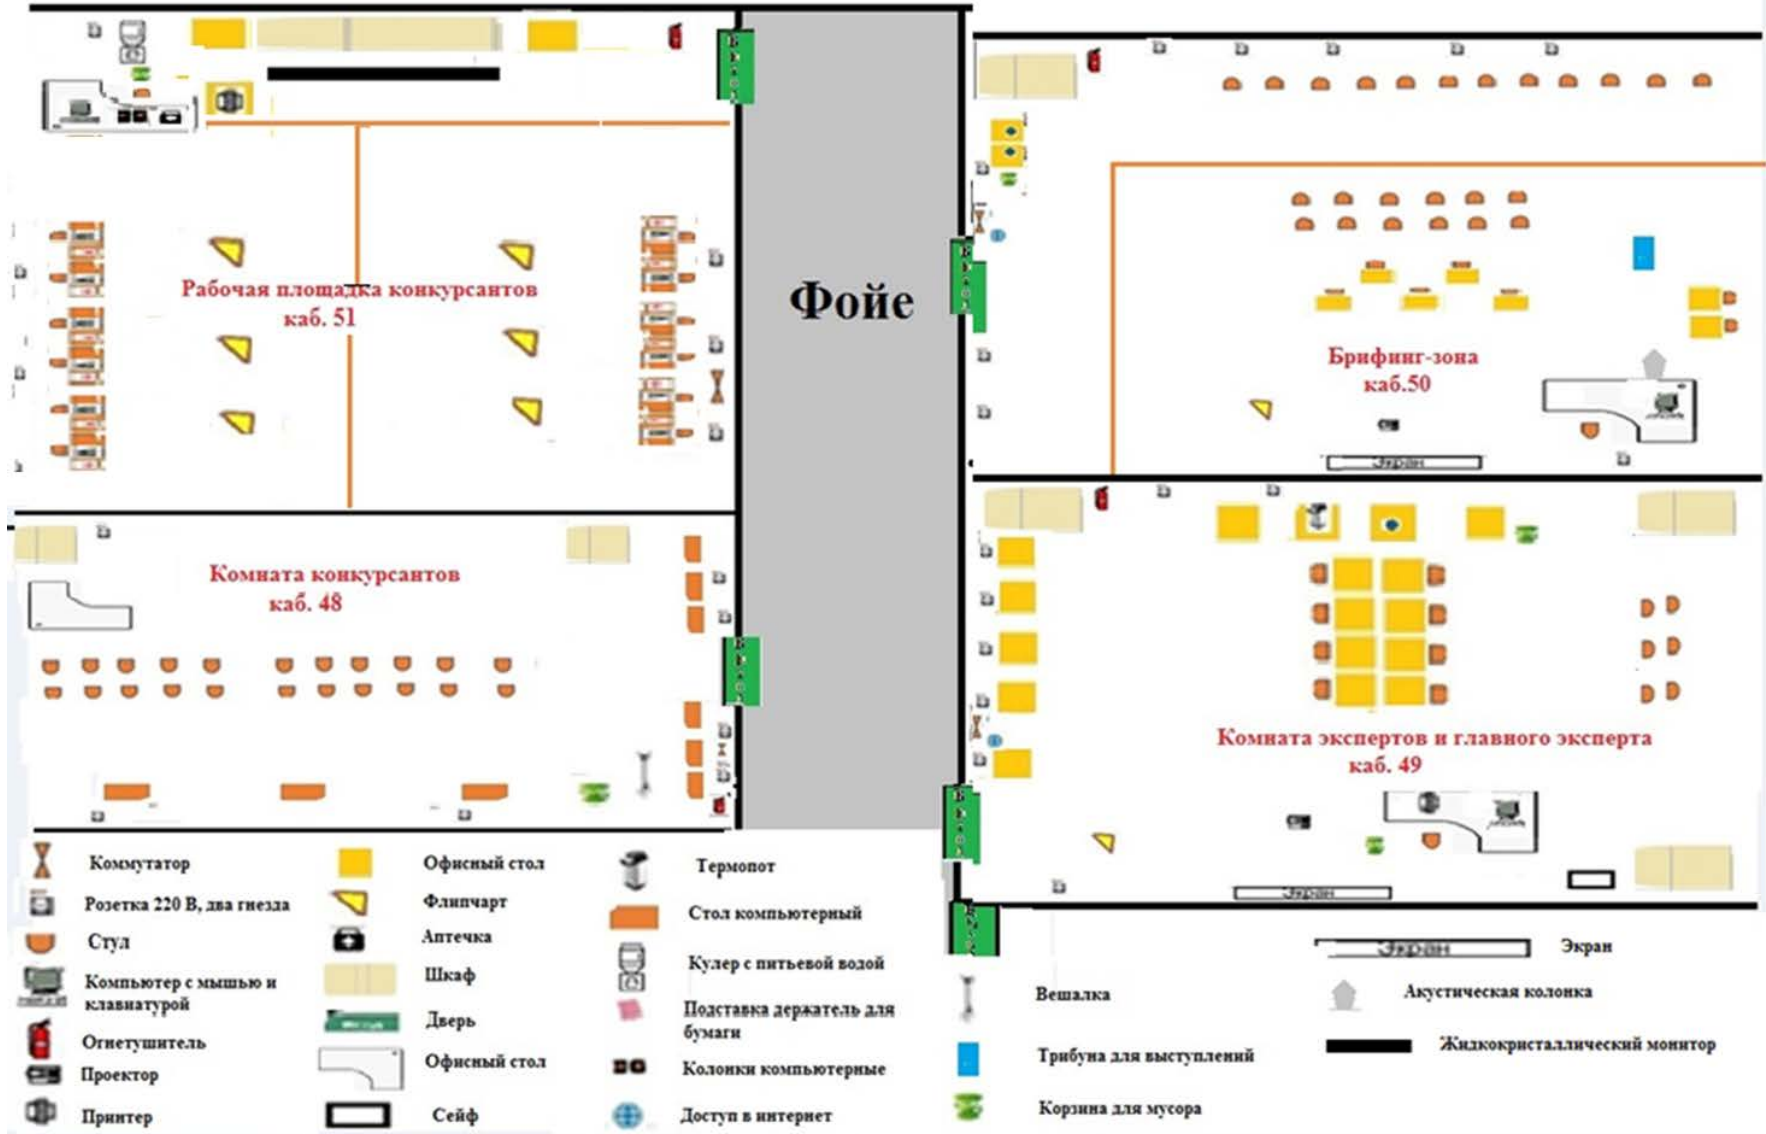 Рабочая площадка конкурсантов
каб. 51
Фойе
Брифинг-зона
каб.50
Экран
Комната конкурсантов
каб. 48
Комната экспертов и главного эксперта
каб. 49
Экран
Коммутатор
Розетка 220 В, два гнезда
Стул
Компьютер с мышью и
клавиатурой
Огнетушитель
Проектор
Принтер
Офисный стол
Флипчарт
Аптечка
Шкаф
Дверь
Офисный стол
Сейф
Термопот
Стол компьютерный
Кулер с питьевой водой
Подставка держатель для
бумаги
Колонки компьютерные
Доступ в интернет
Вешалка
Трибуна для выступлений
Корзина для мусора
Экран
Экран
Акустическая колонка
Жидкокристаллический монитор